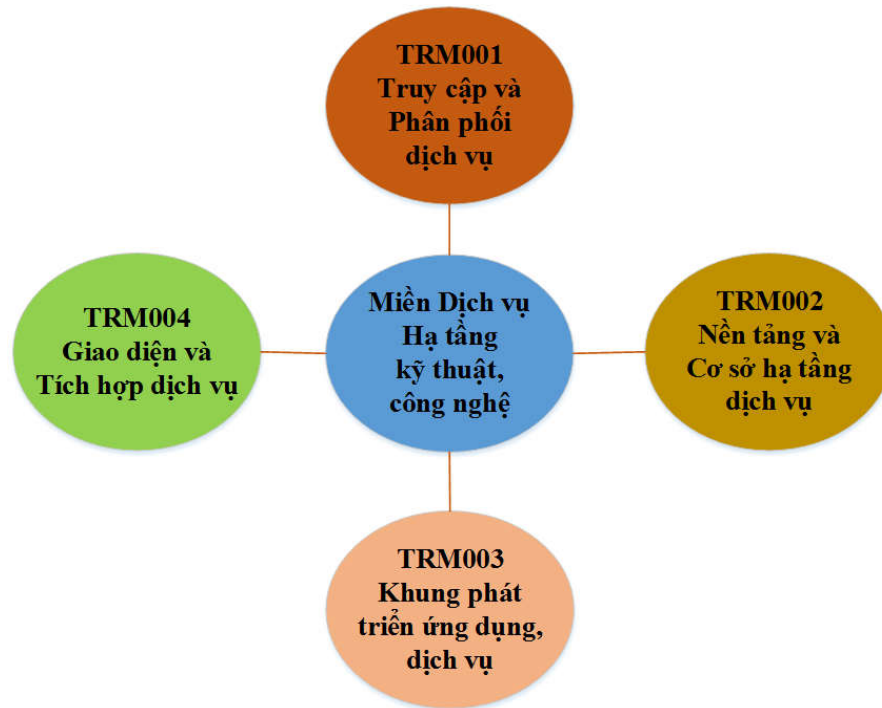 TRM001
Truy cập và
Phân phối
dịch vụ
TRM004
Giao diện và
Tích hợp dịch vụ
Miền Dịch vụ
Hạ tầng
kỹ thuật,
công nghệ
TRM002
Nền tảng và
Cơ sở hạ tầng
dịch vụ
TRM003
Khung phát
triển ứng dụng,
dịch vụ